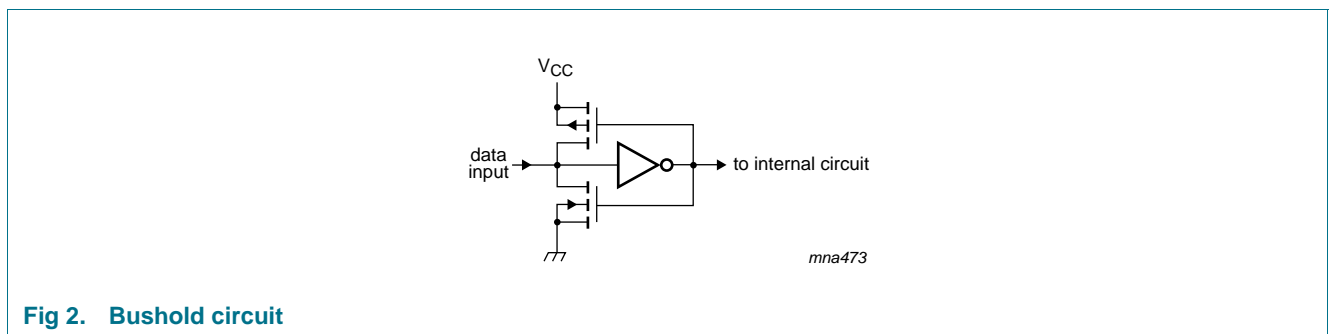 VCC
data
input
to internal circuit
mna473
Fig 2. Bushold circuit